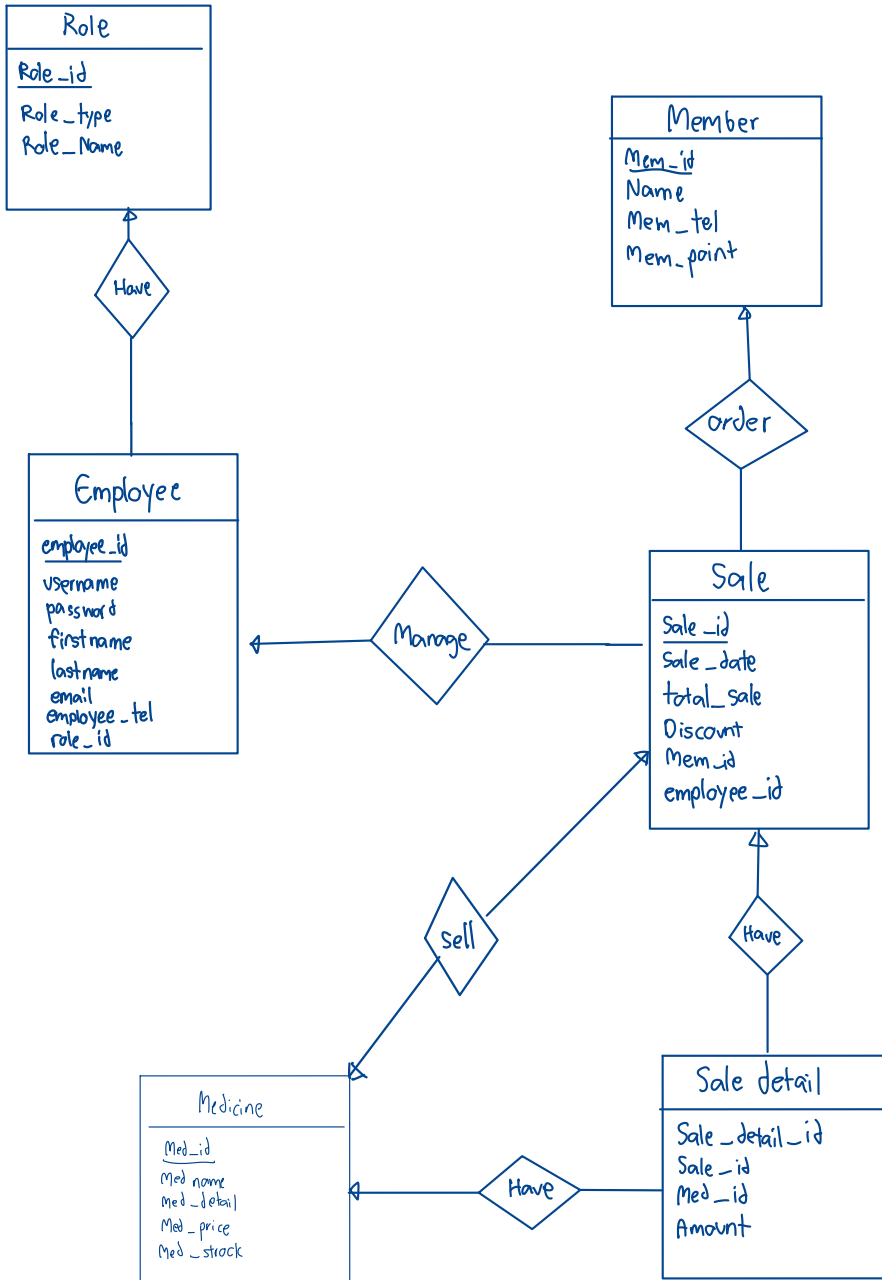 Role
Role_id
Role_type
Role_Name
Have
Member
Mem_id
Name
Mem_tel
Mem_point
order
Employee
employee_id
username
password
firstname
lastname
email
employee_tel
role_id
Manage
Sale
Sale_id
Sale_date
total_sale
Discount
Mem_id
employee_id
sell
Have
Medicine
Med_id
Med name
Med_detail
Med_price
Med_strock
Have
Sale detail
Sale_detail_id
Sale_id
Med_id
Amount